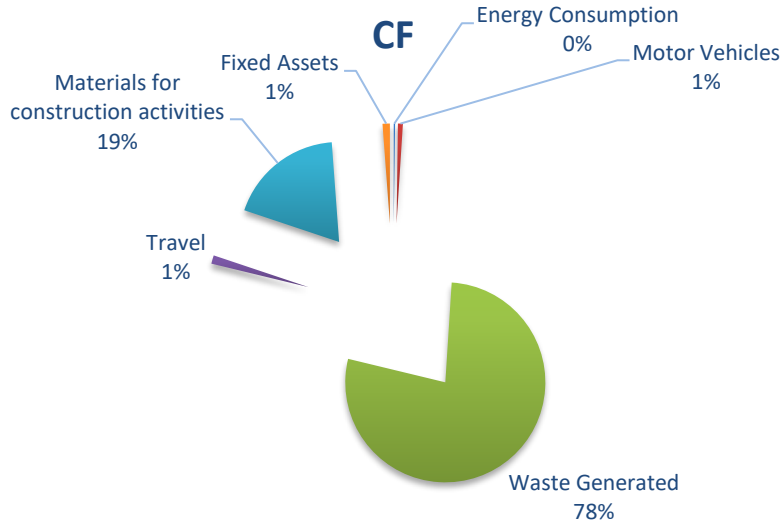 CF
Energy Consumption
0%
Motor Vehicles
1%
Fixed Assets
1%
Materials for
construction activities
19%
Travel
1%
Waste Generated
78%